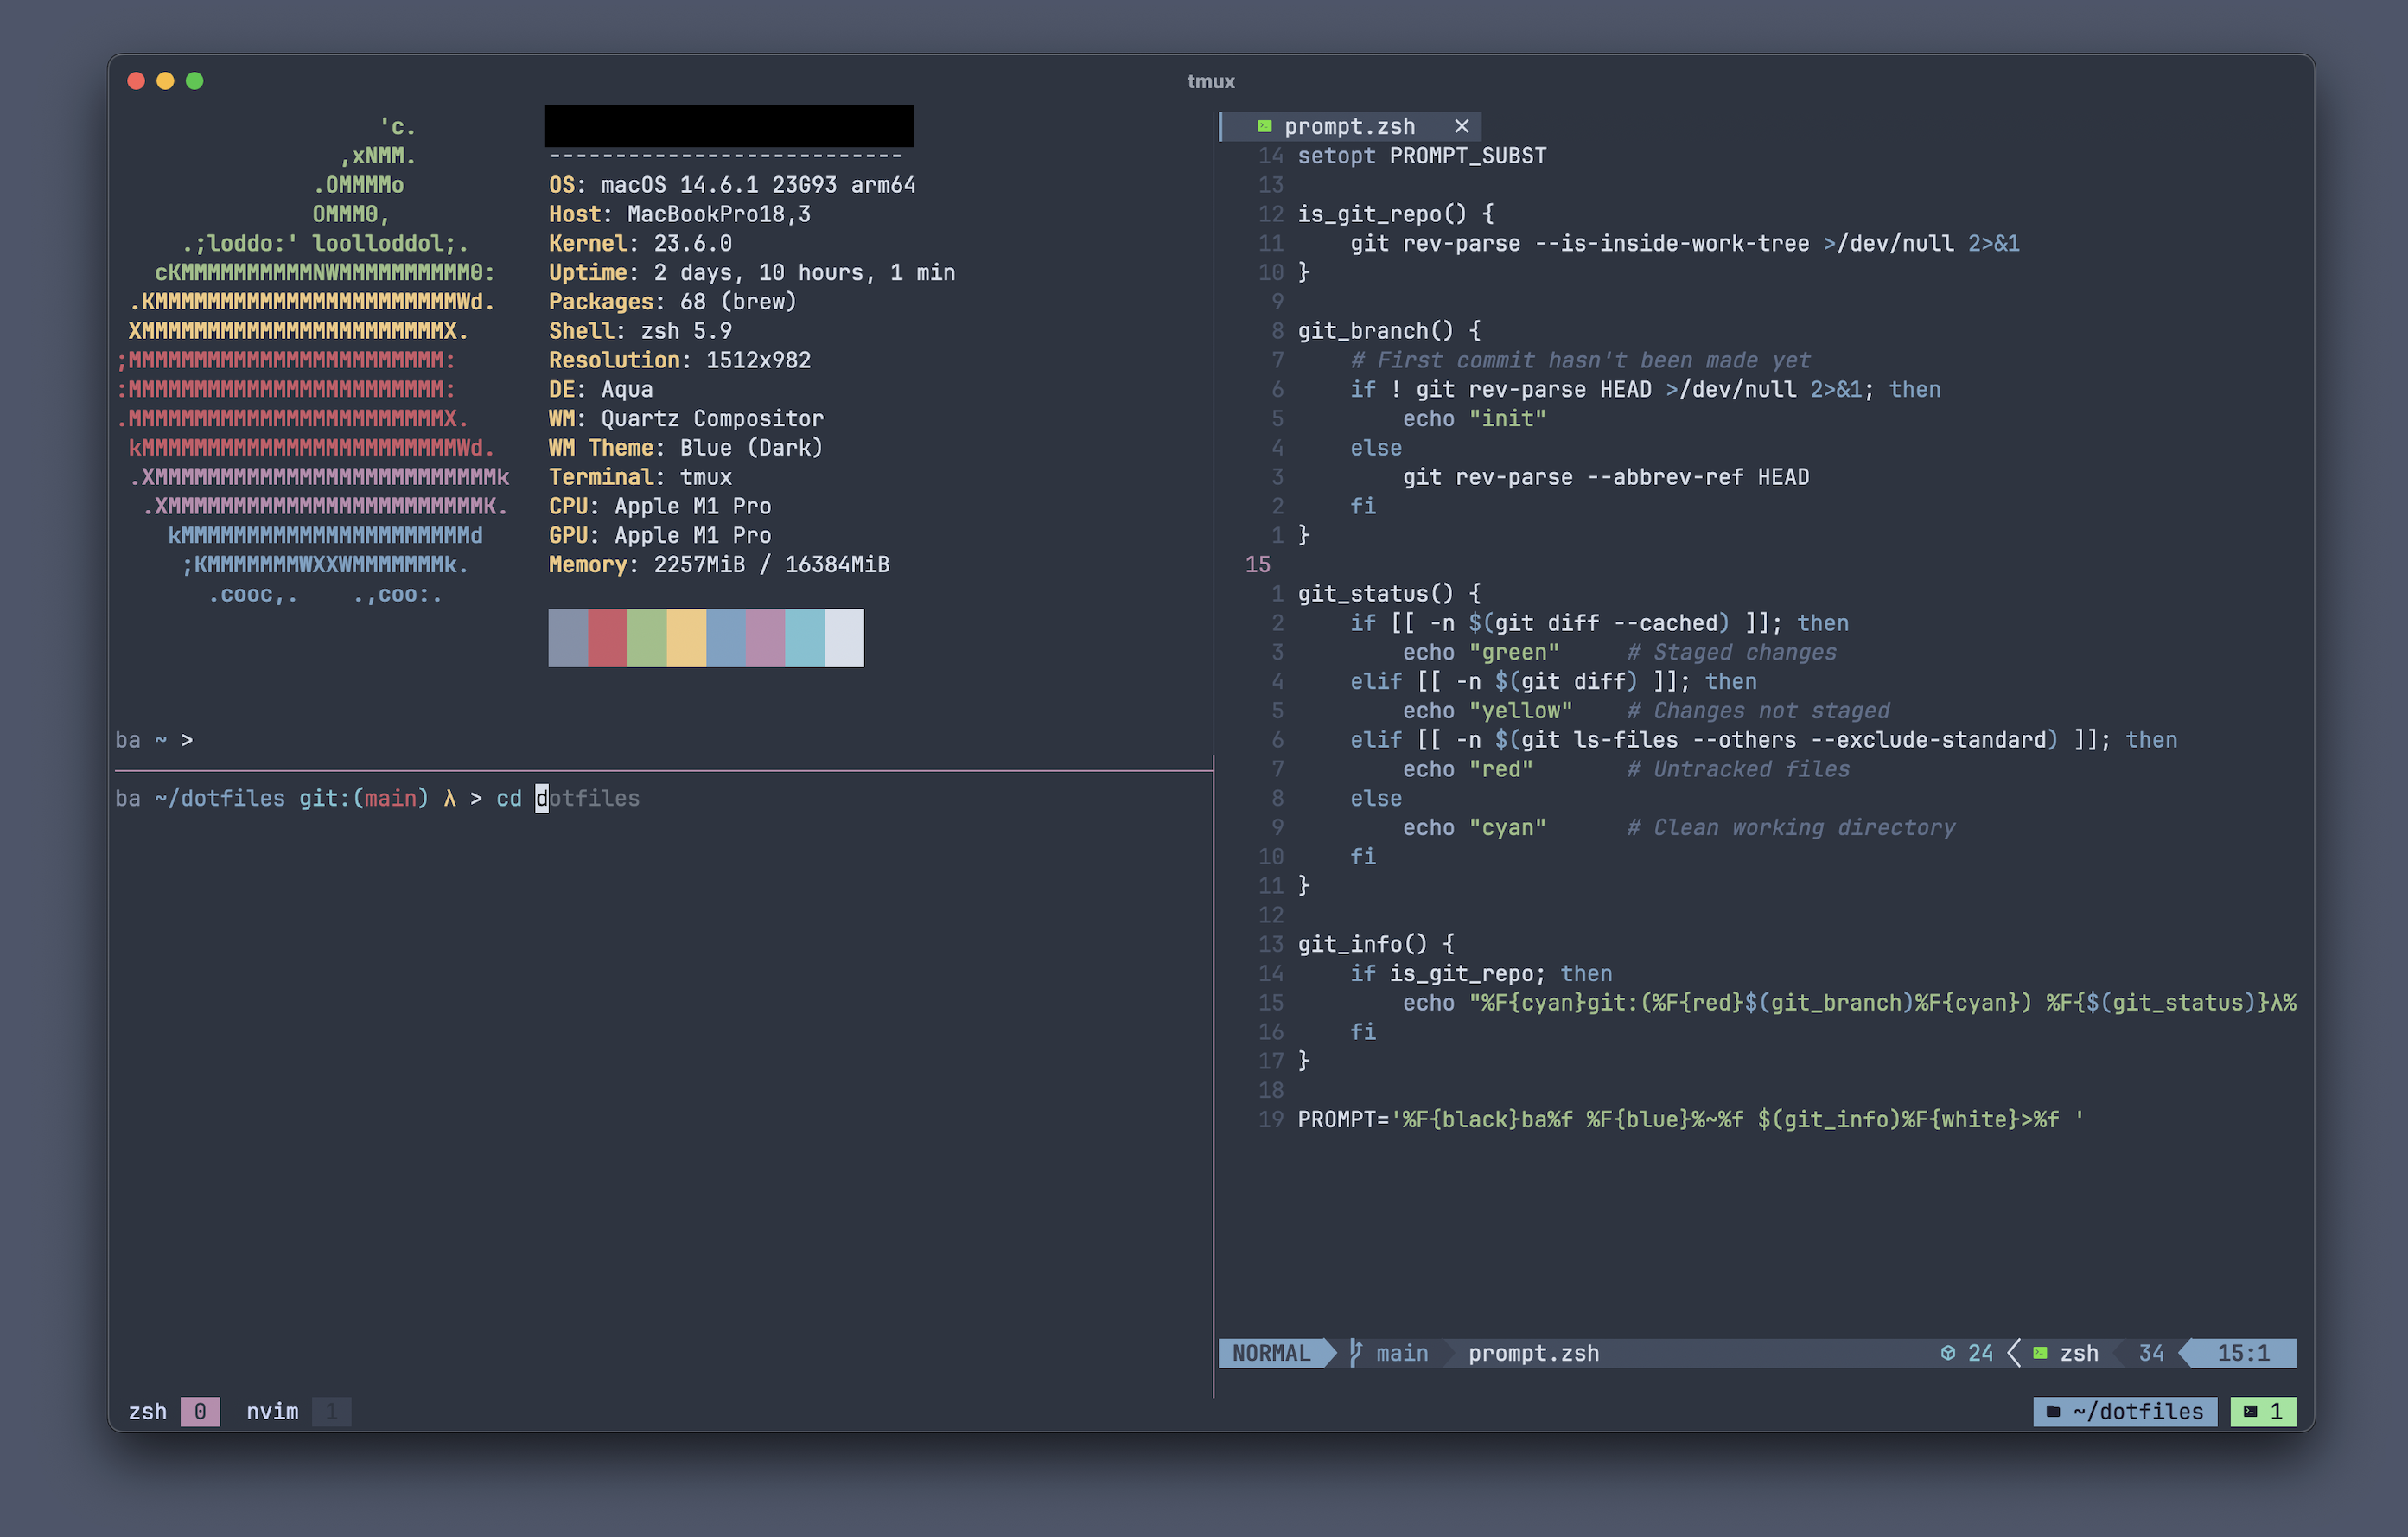 tmux
'c.
,xNMM.
---------------------------
.OMMMMo
OS: macOS 14.6.1 23G93 arm64
OMMM0,
Host: MacBookPro18,3
.;loddo:' loolloddol;.
Kernel: 23.6.0
cKMMMMMMMMMMNWMMMMMMMMMM0:
Uptime: 2 days, 10 hours, 1 min
.KMMMMMMMMMMMMMMMMMMMMMMMWd.
Packages: 68 (brew)
XMMMMMMMMMMMMMMMMMMMMMMMX.
Shell: zsh 5.9
;MMMMMMMMMMMMMMMMMMMMMMMM:
Resolution: 1512x982
:MMMMMMMMMMMMMMMMMMMMMMMM:
DE: Aqua
.MMMMMMMMMMMMMMMMMMMMMMMMX.
WM: Quartz Compositor
kMMMMMMMMMMMMMMMMMMMMMMMMWd.
WM Theme: Blue (Dark)
.XMMMMMMMMMMMMMMMMMMMMMMMMMMk
Terminal: tmux
.XMMMMMMMMMMMMMMMMMMMMMMMMK.
CPU: Apple M1 Pro
kMMMMMMMMMMMMMMMMMMMMMMd
GPU: Apple M1 Pro
;KMMMMMMMWXXWMMMMMMMk.
Memory: 2257MiB / 16384MiB
.cooc,.    .,coo:.
ba ~ >
ba ~/dotfiles git:(main) λ > cd dotfiles
prompt.zsh ×
14 setopt PROMPT_SUBST
13
12 is_git_repo() {
11     git rev-parse --is-inside-work-tree >/dev/null 2>&1
10 }
9
8 git_branch() {
7     # First commit hasn't been made yet
6     if ! git rev-parse HEAD >/dev/null 2>&1; then
5         echo "init"
4     else
3         git rev-parse --abbrev-ref HEAD
2     fi
1 }
15
1 git_status() {
2     if [[ -n $(git diff --cached) ]]; then
3         echo "green"     # Staged changes
4     elif [[ -n $(git diff) ]]; then
5         echo "yellow"    # Changes not staged
6     elif [[ -n $(git ls-files --others --exclude-standard) ]]; then
7         echo "red"       # Untracked files
8     else
9         echo "cyan"      # Clean working directory
10     fi
11 }
12
13 git_info() {
14     if is_git_repo; then
15         echo "%F{cyan}git:(%F{red}$(git_branch)%F{cyan}) %F{$(git_status)}λ%
16     fi
17 }
18
19 PROMPT='%F{black}ba%f %F{blue}%~%f $(git_info)%F{white}>%f '
NORMAL main prompt.zsh 24 zsh 34 15:1
zsh 0 nvim 1 ~/dotfiles 1